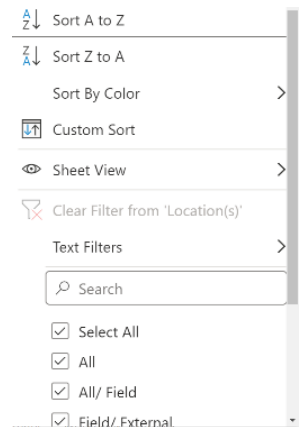 Sort A to Z
Sort Z to A
Sort By Color
Custom Sort
Sheet View
Clear Filter from 'Location(s)'
Text Filters
Search
Select All
All
All/ Field
Field/ External